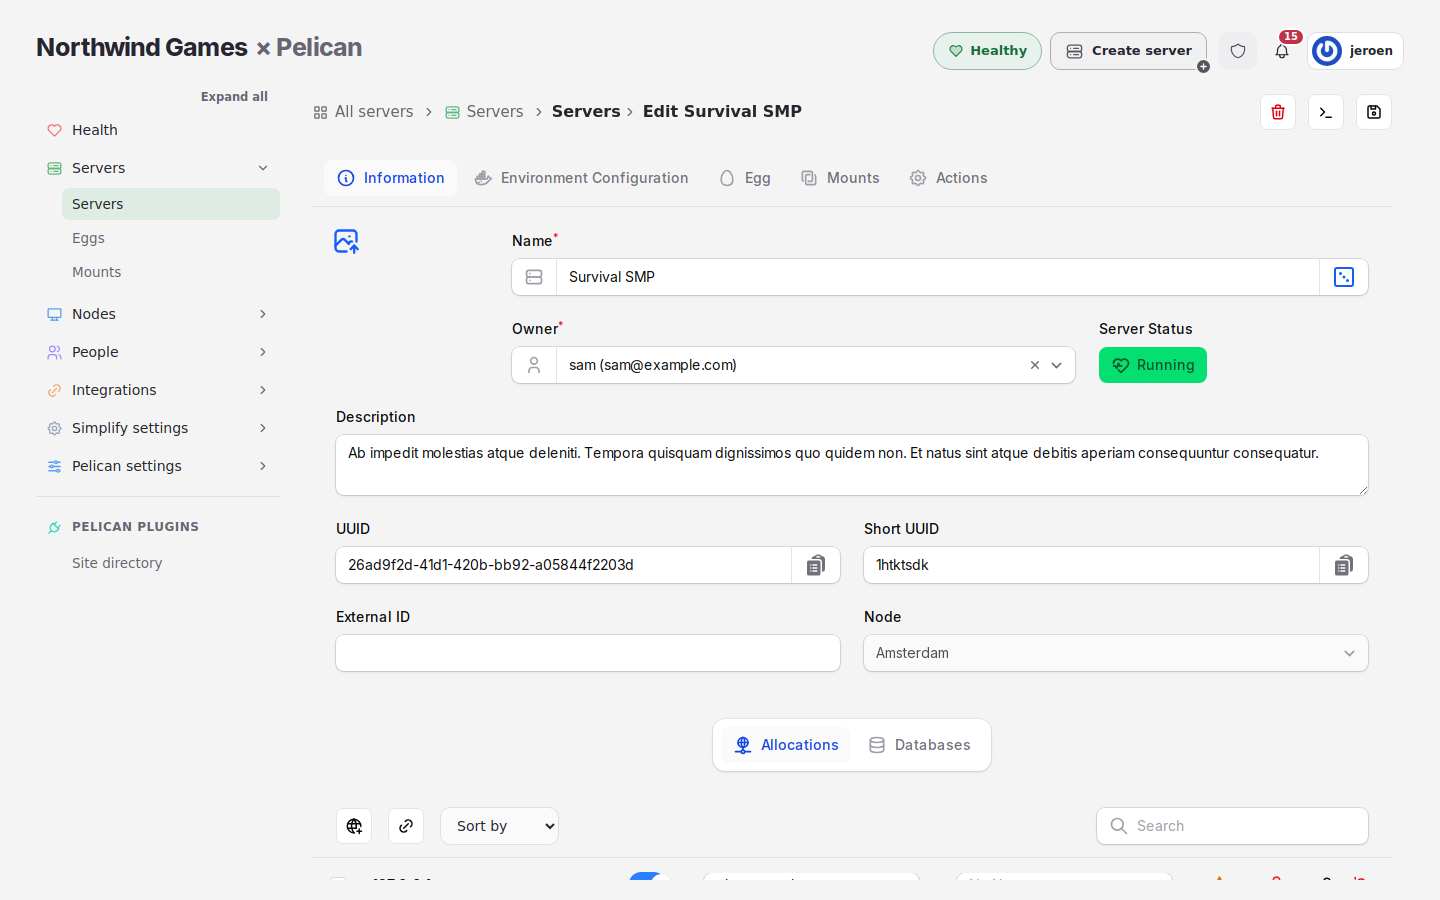 Northwind Games × Pelican
Healthy
Create server
15
jeroen
Expand all
Health
Servers
Servers
Eggs
Mounts
Nodes
People
Integrations
Simplify settings
Pelican settings
PELICAN PLUGINS
Site directory
All servers > Servers > Servers > Edit Survival SMP
Information
Environment Configuration
Egg
Mounts
Actions
Name*
Survival SMP
Owner*
Server Status
sam (sam@example.com)
Running
Description
Ab impedit molestias atque deleniti. Tempora quisquam dignissimos quo quidem non. Et natus sint atque debitis aperiam consequuntur consequatur.
UUID
Short UUID
26ad9f2d-41d1-420b-bb92-a05844f2203d
1htktsdk
External ID
Node
Amsterdam
Allocations
Databases
Sort by
Search